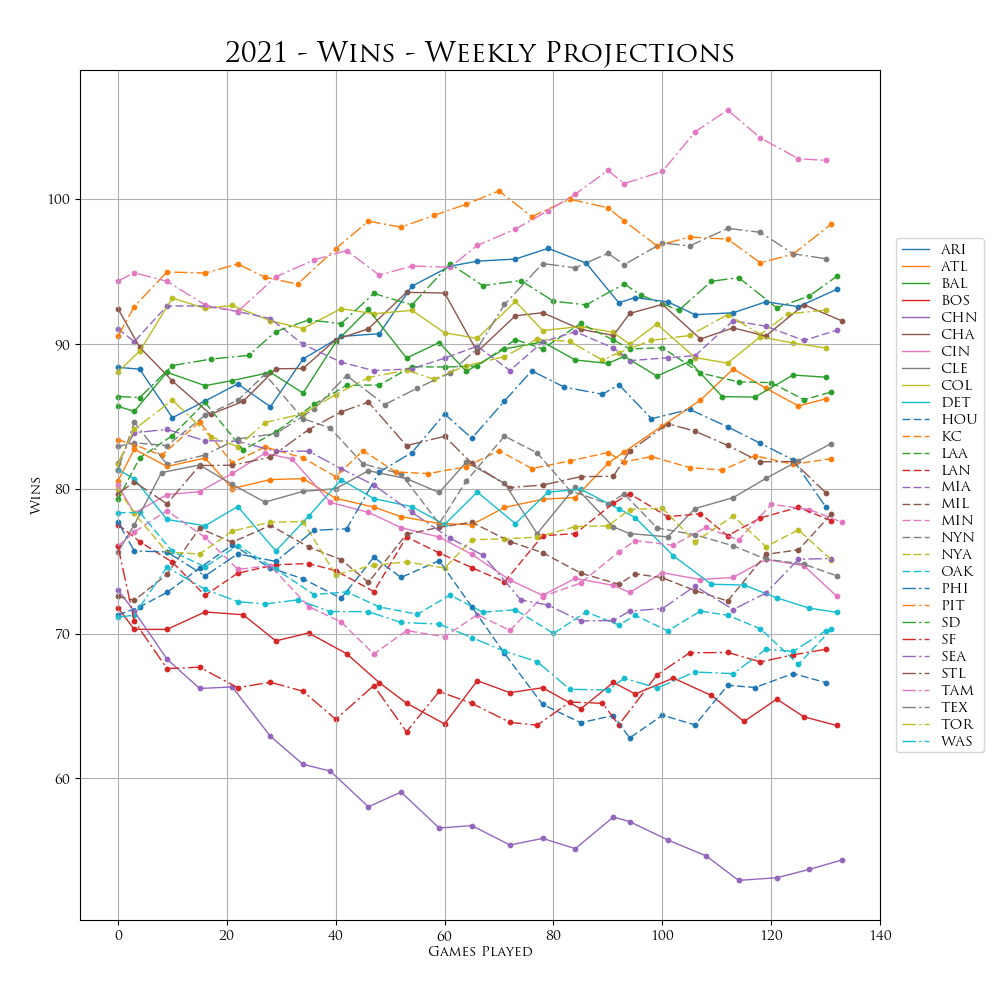 2021 - Wins - Weekly Projections
Wins
100
90
80
70
60
0 20 40 60 80 100 120 140
Games Played
ARI
ATL
BAL
BOS
CHN
CHA
CIN
CLE
COL
DET
HOU
KC
LAA
LAN
MIA
MIL
MIN
NYN
NYA
OAK
PHI
PIT
SD
SF
SEA
STL
TAM
TEX
TOR
WAS